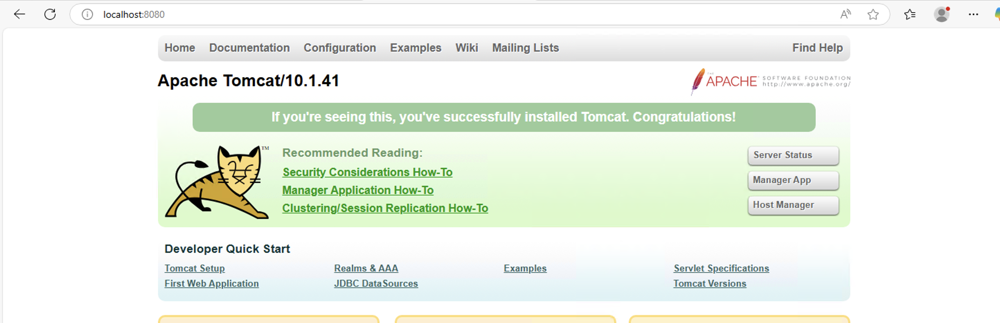 localhost:8080
Home Documentation Configuration Examples Wiki Mailing Lists Find Help
Apache Tomcat/10.1.41
THE
APACHE SOFTWARE FOUNDATION
http://www.apache.org/
If you're seeing this, you've successfully installed Tomcat. Congratulations!
TM
Recommended Reading:
Security Considerations How-To
Manager Application How-To
Clustering/Session Replication How-To
Server Status
Manager App
Host Manager
Developer Quick Start
Tomcat Setup
First Web Application
Realms & AAA
JDBC DataSources
Examples
Servlet Specifications
Tomcat Versions